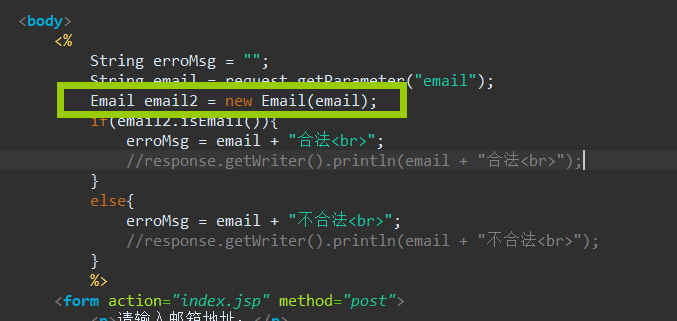 <body>
<%
String erroMsg = "";
String email = request.getParameter("email");
Email email2 = new Email(email);
if(email2.isEmail()){
erroMsg = email + "合法<br>";
//response.getWriter().println(email + "合法<br>");
}
else{
erroMsg = email + "不合法<br>";
//response.getWriter().println(email + "不合法<br>");
}
%>
<form action="index.jsp" method="post">
<p>请输入邮箱地址：</p>